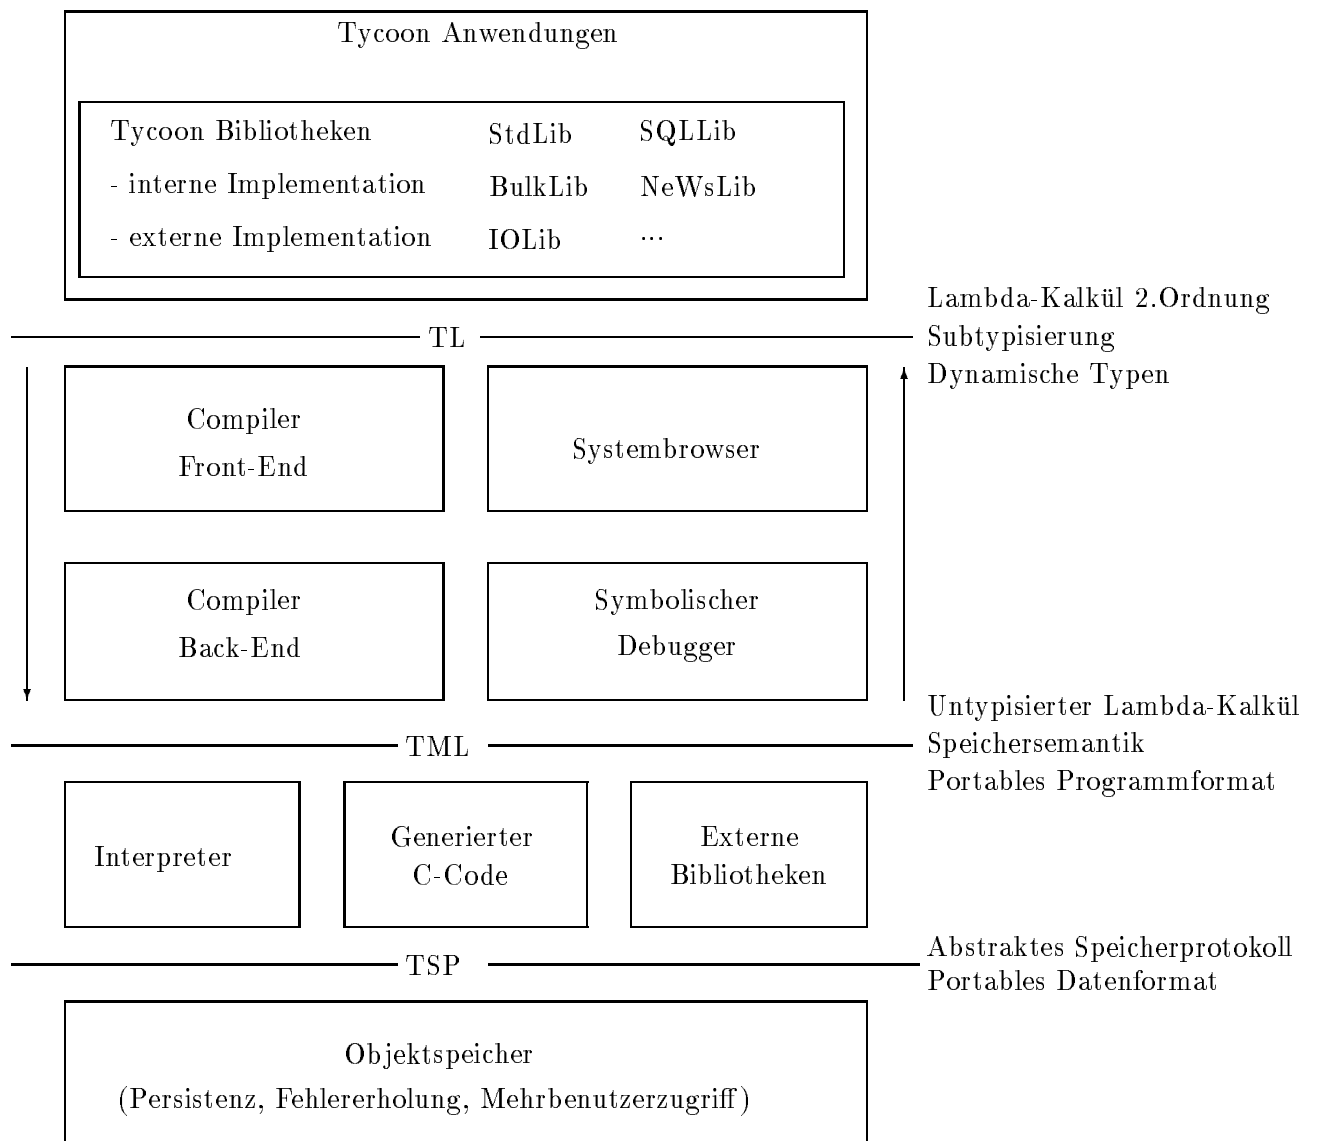 Tycoon Anwendungen
Tycoon Bibliotheken StdLib SQLLib
- interne Implementation BulkLib NeWsLib
- externe Implementation IOLib ...
Lambda-Kalkül 2.Ordnung
TL Subtypisierung
Dynamische Typen
Compiler
Front-End
Systembrowser
Compiler
Back-End
Symbolischer
Debugger
Untypisierter Lambda-Kalkül
TML Speichersemantik
Portables Programmformat
Interpreter
Generierter
C-Code
Externe
Bibliotheken
Abstraktes Speicherprotokoll
TSP
Portables Datenformat
Objektspeicher
(Persistenz, Fehlererholung, Mehrbenutzerzugriff)